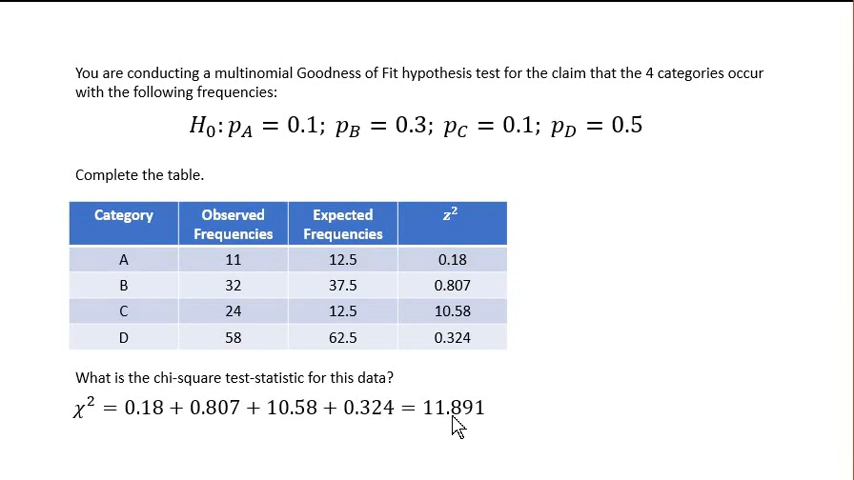 You are conducting a multinomial Goodness of Fit hypothesis test for the claim that the 4 categories occur
with the following frequencies:
H₀: p_A = 0.1; p_B = 0.3; p_C = 0.1; p_D = 0.5
Complete the table.
Category Observed Frequencies Expected Frequencies z²
A 11 12.5 0.18
B 32 37.5 0.807
C 24 12.5 10.58
D 58 62.5 0.324
What is the chi-square test-statistic for this data?
χ² = 0.18 + 0.807 + 10.58 + 0.324 = 11.891